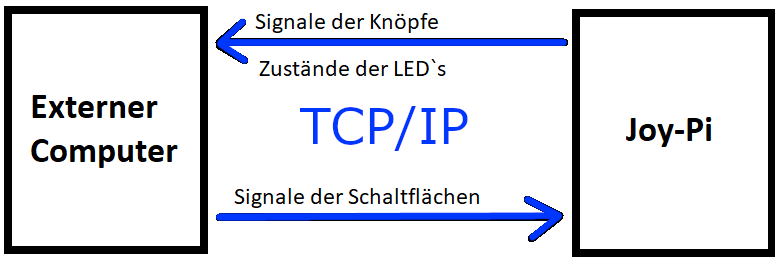 Signale der Knöpfe
Zustände der LED`s
Externer
Computer
TCP/IP
Joy-Pi
Signale der Schaltflächen